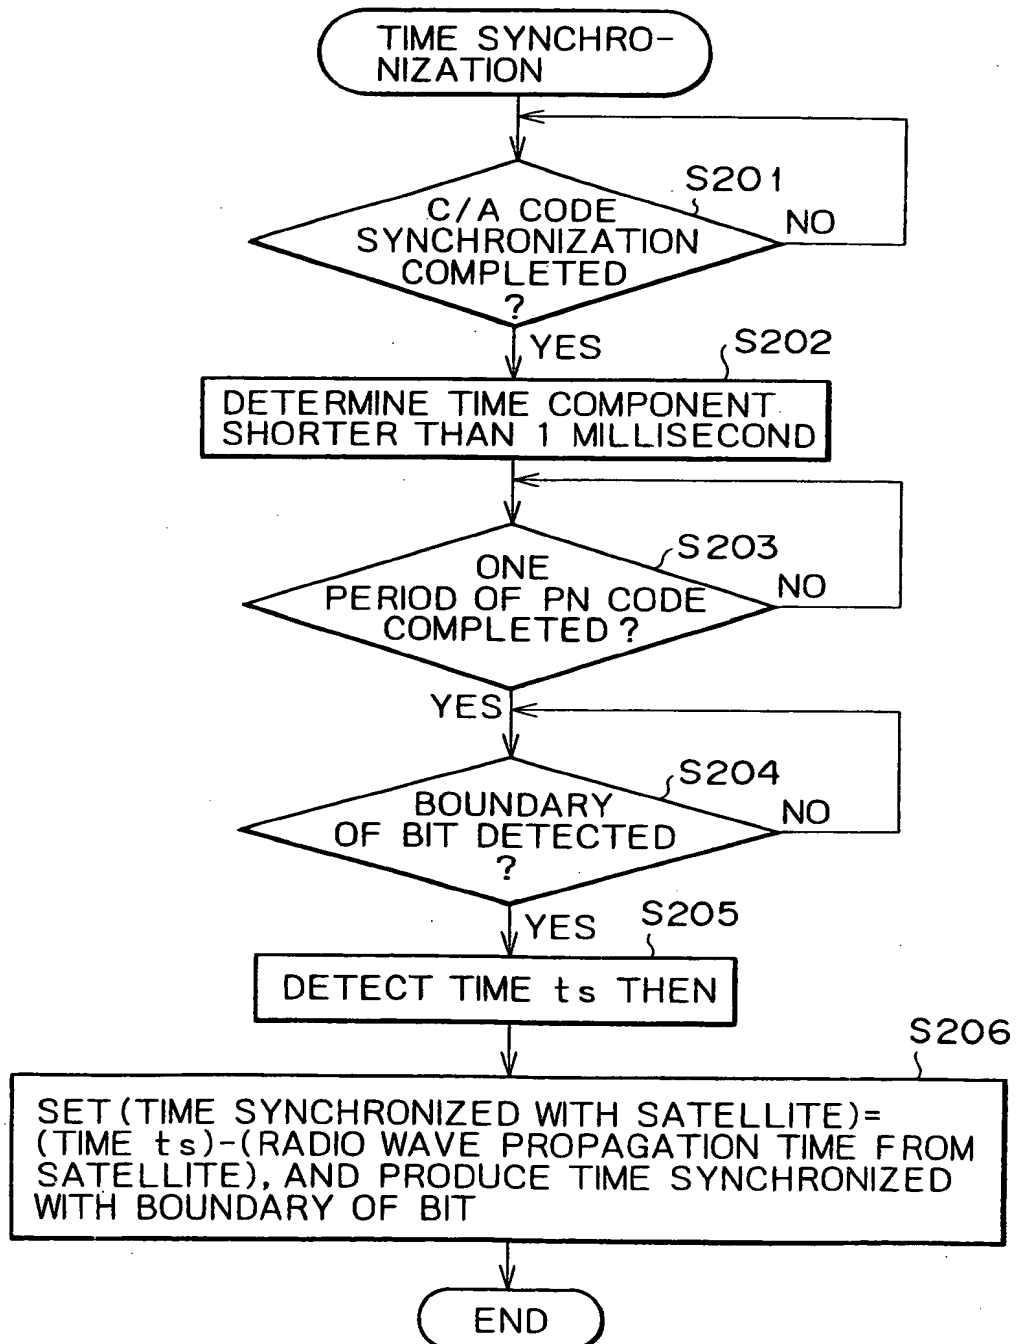 TIME SYNCHRO-
NIZATION
S201
C/A CODE
SYNCHRONIZATION
COMPLETED
?
NO
YES
S202
DETERMINE TIME COMPONENT
SHORTER THAN 1 MILLISECOND
S203
ONE
PERIOD OF PN CODE
COMPLETED?
NO
YES
S204
BOUNDARY
OF BIT DETECTED
?
NO
YES
S205
DETECT TIME ts THEN
S206
SET (TIME SYNCHRONIZED WITH SATELLITE)=
(TIME ts)-(RADIO WAVE PROPAGATION TIME FROM
SATELLITE), AND PRODUCE TIME SYNCHRONIZED
WITH BOUNDARY OF BIT
END